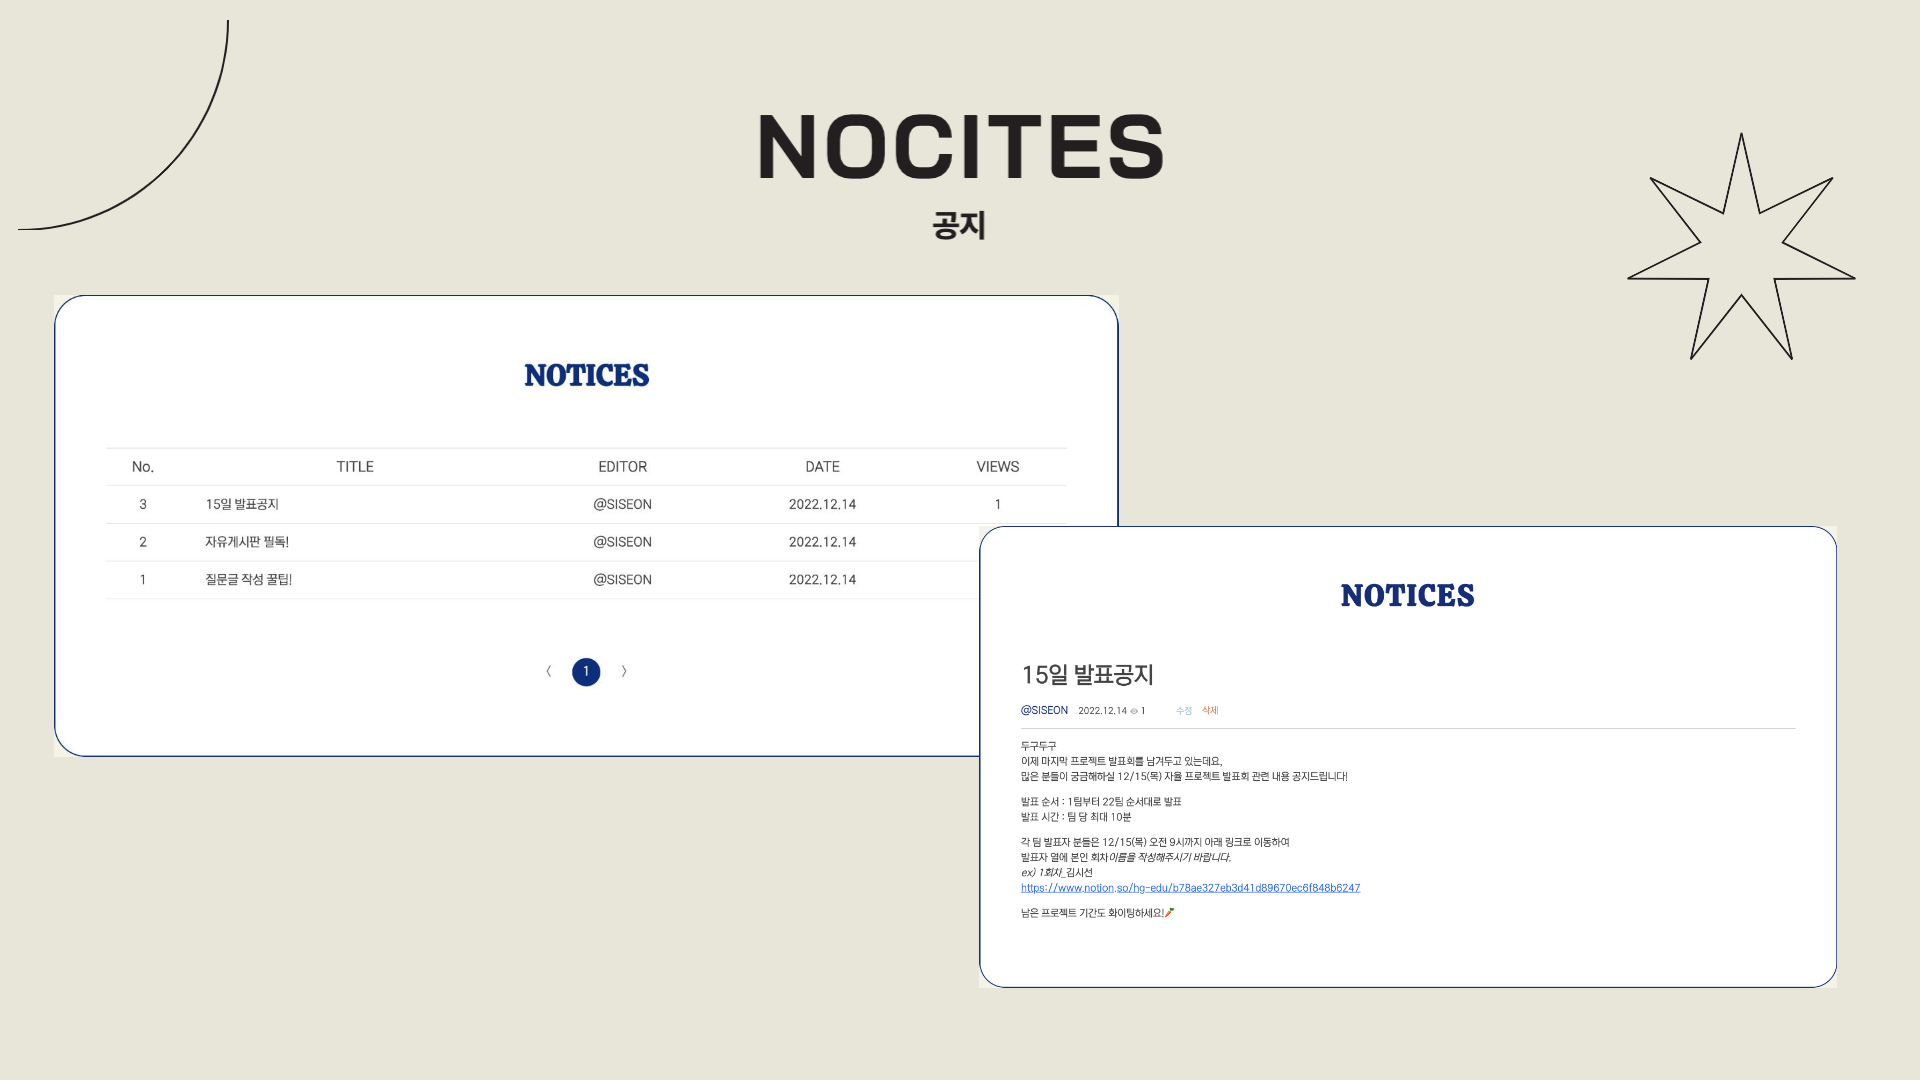 NOCITES
공지
NOTICES
No. TITLE EDITOR DATE VIEWS
3 15일 발표공지 @SISEON 2022.12.14 1
2 자유게시판 필독! @SISEON 2022.12.14
1 질문글 작성 꿀팁! @SISEON 2022.12.14
〈 1 〉
NOTICES
15일 발표공지
@SISEON 2022.12.14 1 수정 삭제
두구두구
이제 마지막 프로젝트 발표회를 남겨두고 있는데요,
많은 분들이 궁금해하실 12/15(목) 자율 프로젝트 발표회 관련 내용 공지드립니다!
발표 순서 : 1팀부터 22팀 순서대로 발표
발표 시간 : 팀 당 최대 10분
각 팀 발표자 분들은 12/15(목) 오전 9시까지 아래 링크로 이동하여
발표자 열에 본인 회차이름을 작성해주시기 바랍니다.
ex) 1회차_김시선
https://www.notion.so/hg-edu/b78ae327eb3d41d89670ec6f848b6247
남은 프로젝트 기간도 화이팅하세요!🥕